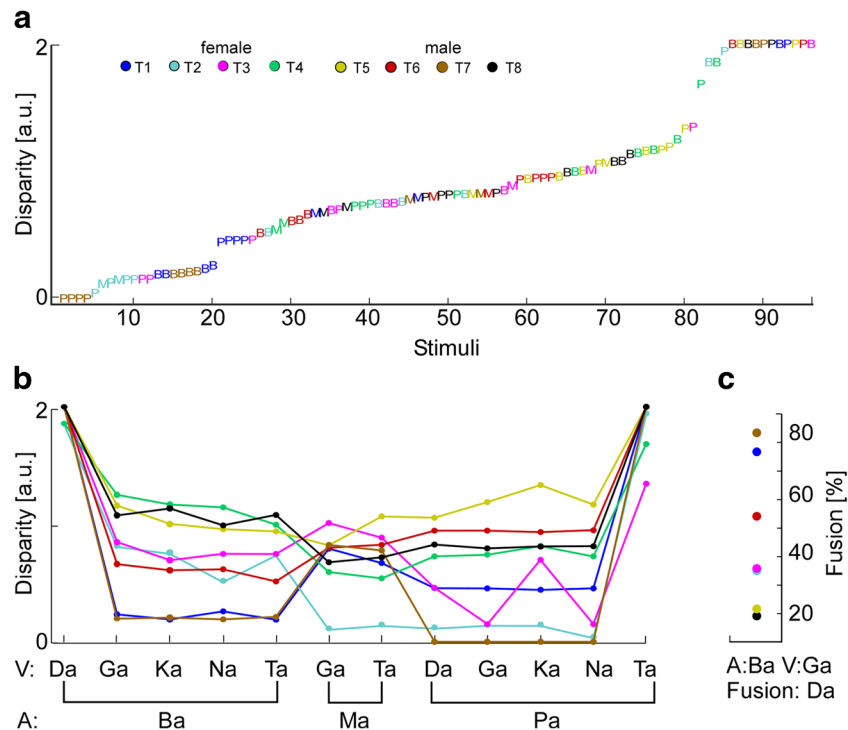 a
Disparity [a.u.]
2
0
female
male
T1 T2 T3 T4 T5 T6 T7 T8
10 20 30 40 50 60 70 80 90
Stimuli
b
Disparity [a.u.]
2
0
V: Da Ga Ka Na Ta Ga Ta Da Ga Ka Na Ta
A: Ba Ma Pa
c
80
60
40
20
Fusion [%]
A:Ba V:Ga
Fusion: Da